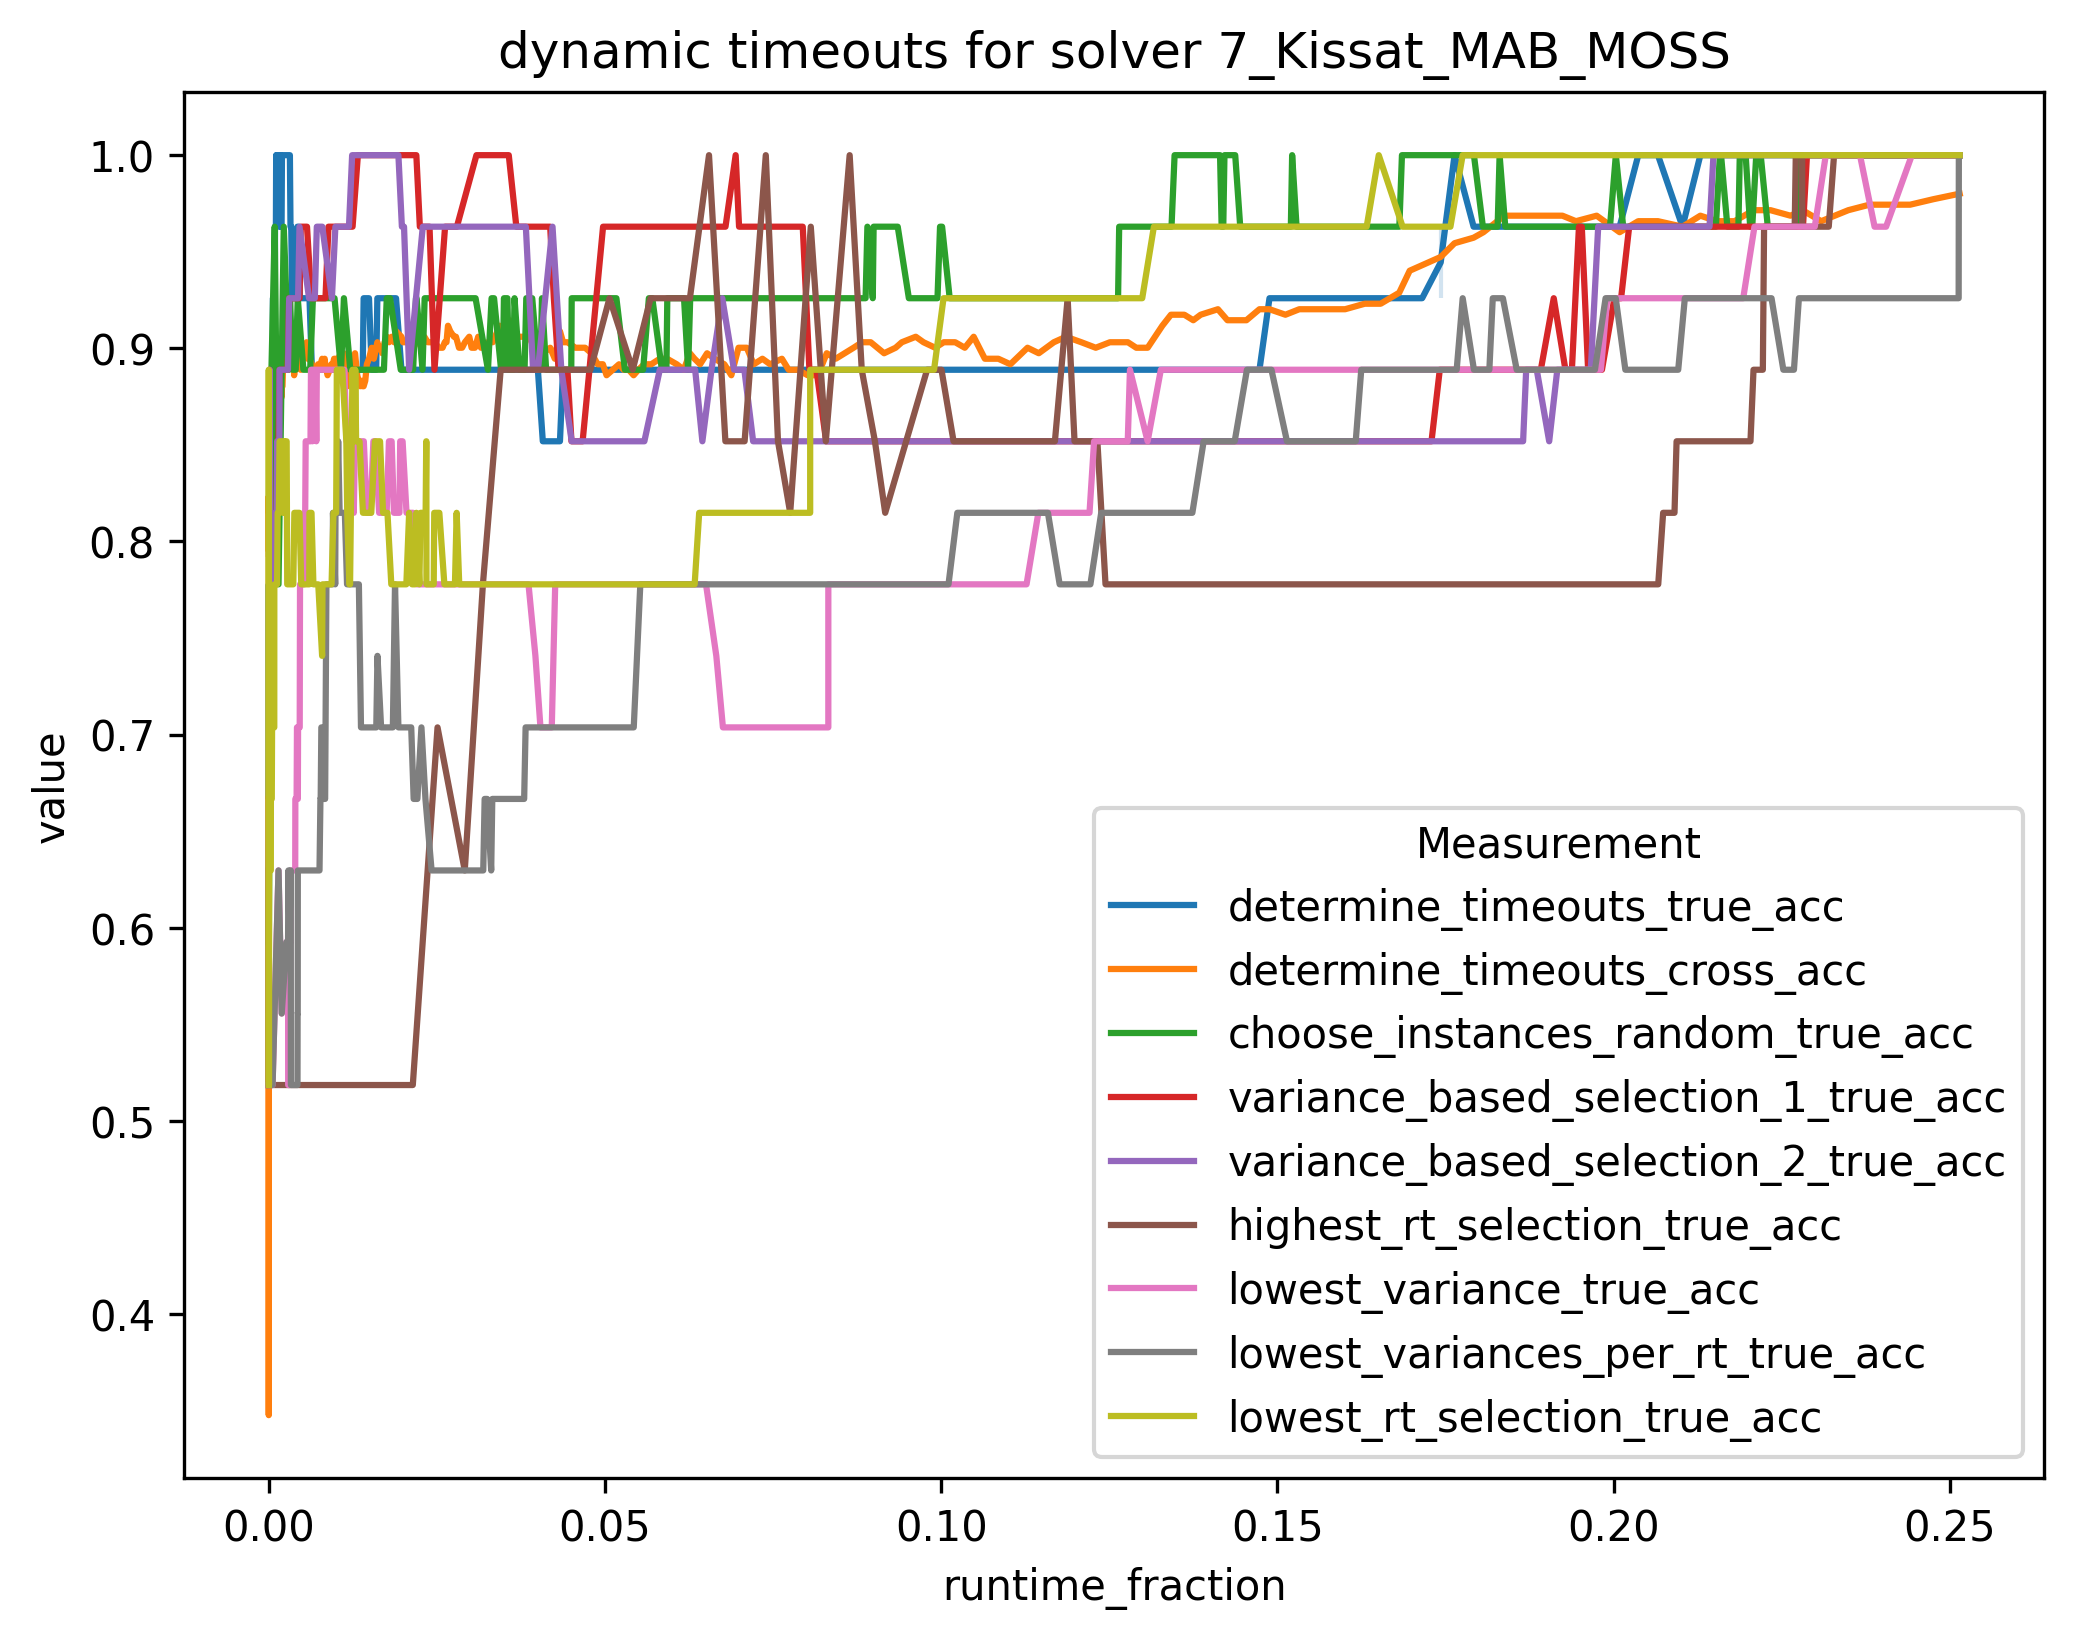 dynamic timeouts for solver 7_Kissat_MAB_MOSS
1.0
0.9
0.8
0.7
0.6
0.5
0.4
value
0.00 0.05 0.10 0.15 0.20 0.25
runtime_fraction
Measurement
determine_timeouts_true_acc
determine_timeouts_cross_acc
choose_instances_random_true_acc
variance_based_selection_1_true_acc
variance_based_selection_2_true_acc
highest_rt_selection_true_acc
lowest_variance_true_acc
lowest_variances_per_rt_true_acc
lowest_rt_selection_true_acc